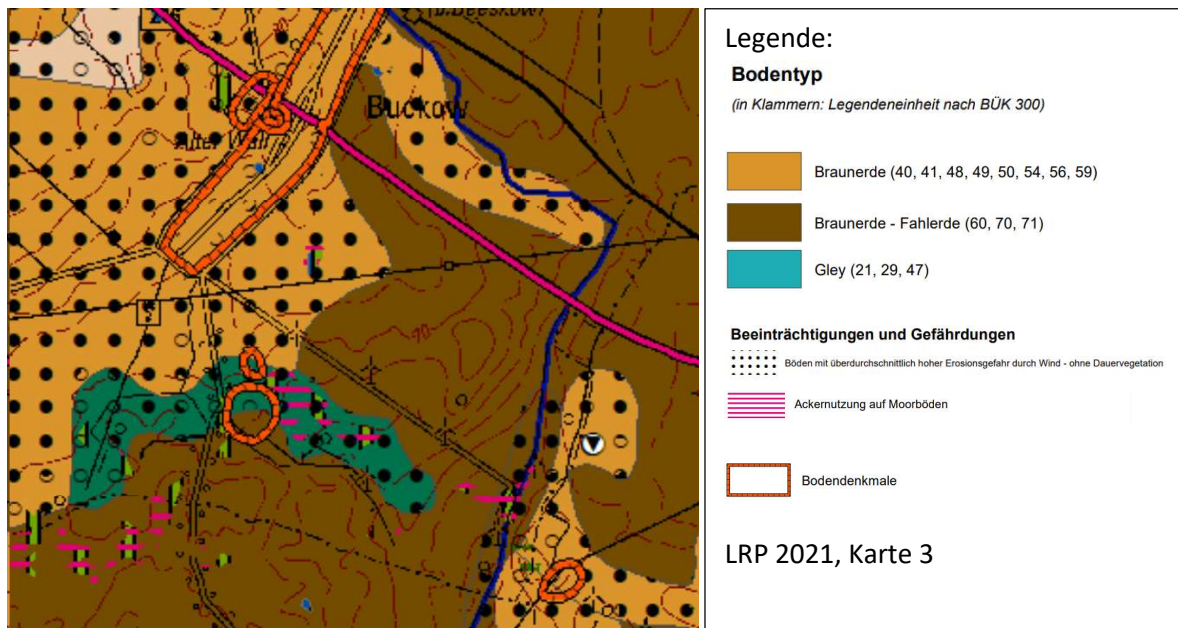 (b.Beeskow)
Buckow
Alter Wall
70
Legende:
Bodentyp
(in Klammern: Legendeneinheit nach BÜK 300)
Braunerde (40, 41, 48, 49, 50, 54, 56, 59)
Braunerde - Fahlerde (60, 70, 71)
Gley (21, 29, 47)
Beeinträchtigungen und Gefährdungen
Böden mit überdurchschnittlich hoher Erosionsgefahr durch Wind - ohne Dauervegetation
Ackernutzung auf Moorböden
Bodendenkmale
LRP 2021, Karte 3